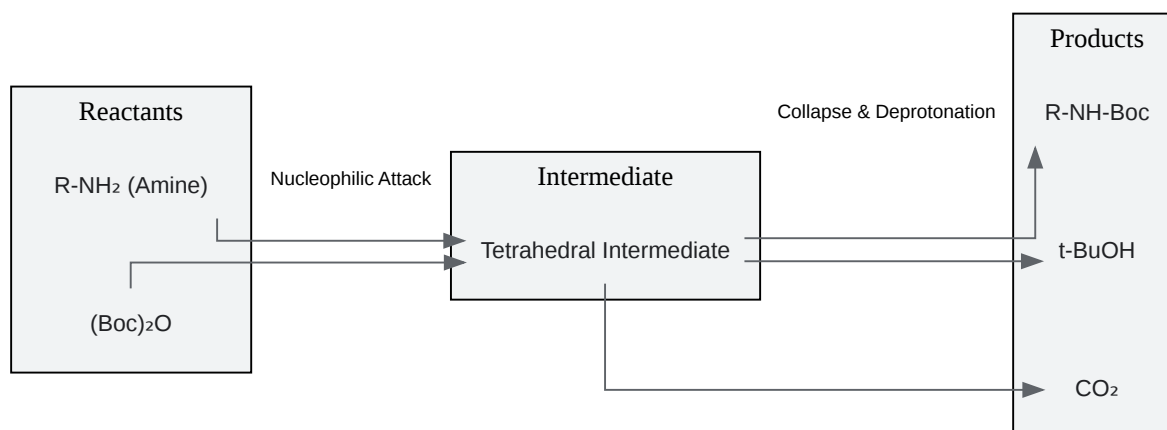 Reactants
R-NH₂ (Amine)
(Boc)₂O
Nucleophilic Attack
Intermediate
Tetrahedral Intermediate
Collapse & Deprotonation
Products
R-NH-Boc
t-BuOH
CO₂